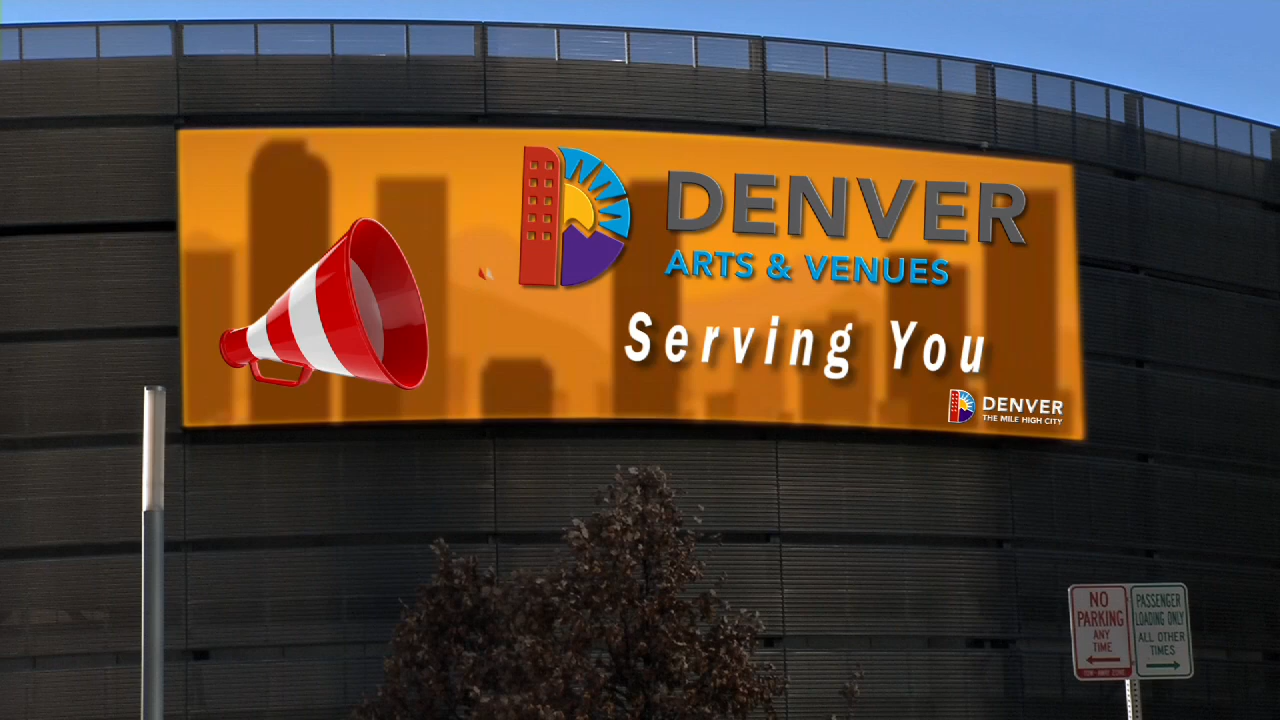 DENVER
ARTS & VENUES
Serving You
DENVER
THE MILE HIGH CITY
NO
PARKING
ANY
TIME
PASSENGER
LOADING ONLY
ALL OTHER
TIMES